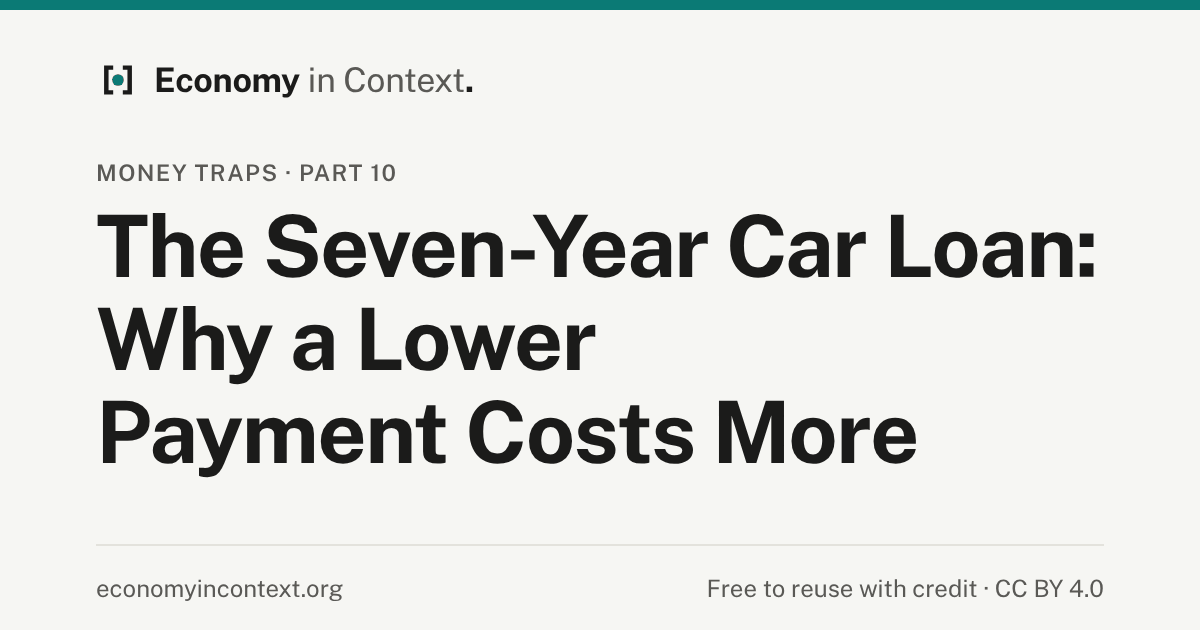 Economy in Context.
MONEY TRAPS · PART 10
The Seven-Year Car Loan:
Why a Lower
Payment Costs More
economyincontext.org
Free to reuse with credit · CC BY 4.0